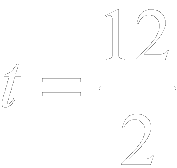 t = 12/2